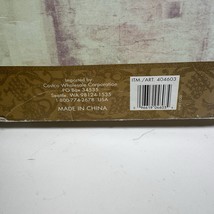 Imported by
Costco Wholesale Corporation
PO Box 34535
Seattle, WA 98124-1535
1-800-774-2678 USA
MADE IN CHINA
ITM./ART. 404603